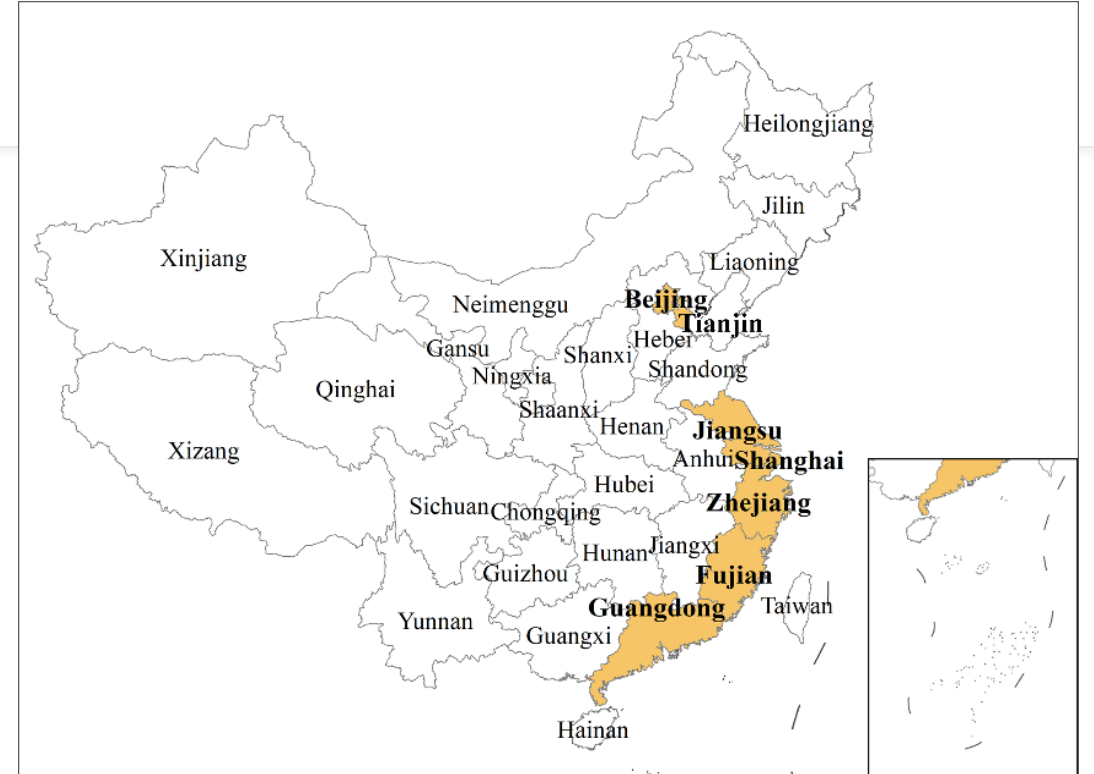 Heilongjiang
Jilin
Xinjiang
Liaoning
Beijing
Neimenggu
Tianjin
Hebei
Gansu
Shanxi
Shandong
Ningxia
Qinghai
Shaanxi
Henan
Jiangsu
Xizang
Anhui
Shanghai
Hubei
Sichuan
Chongqing
Zhejiang
Hunan
Jiangxi
Guizhou
Fujian
Guangdong
Taiwan
Yunnan
Guangxi
Hainan